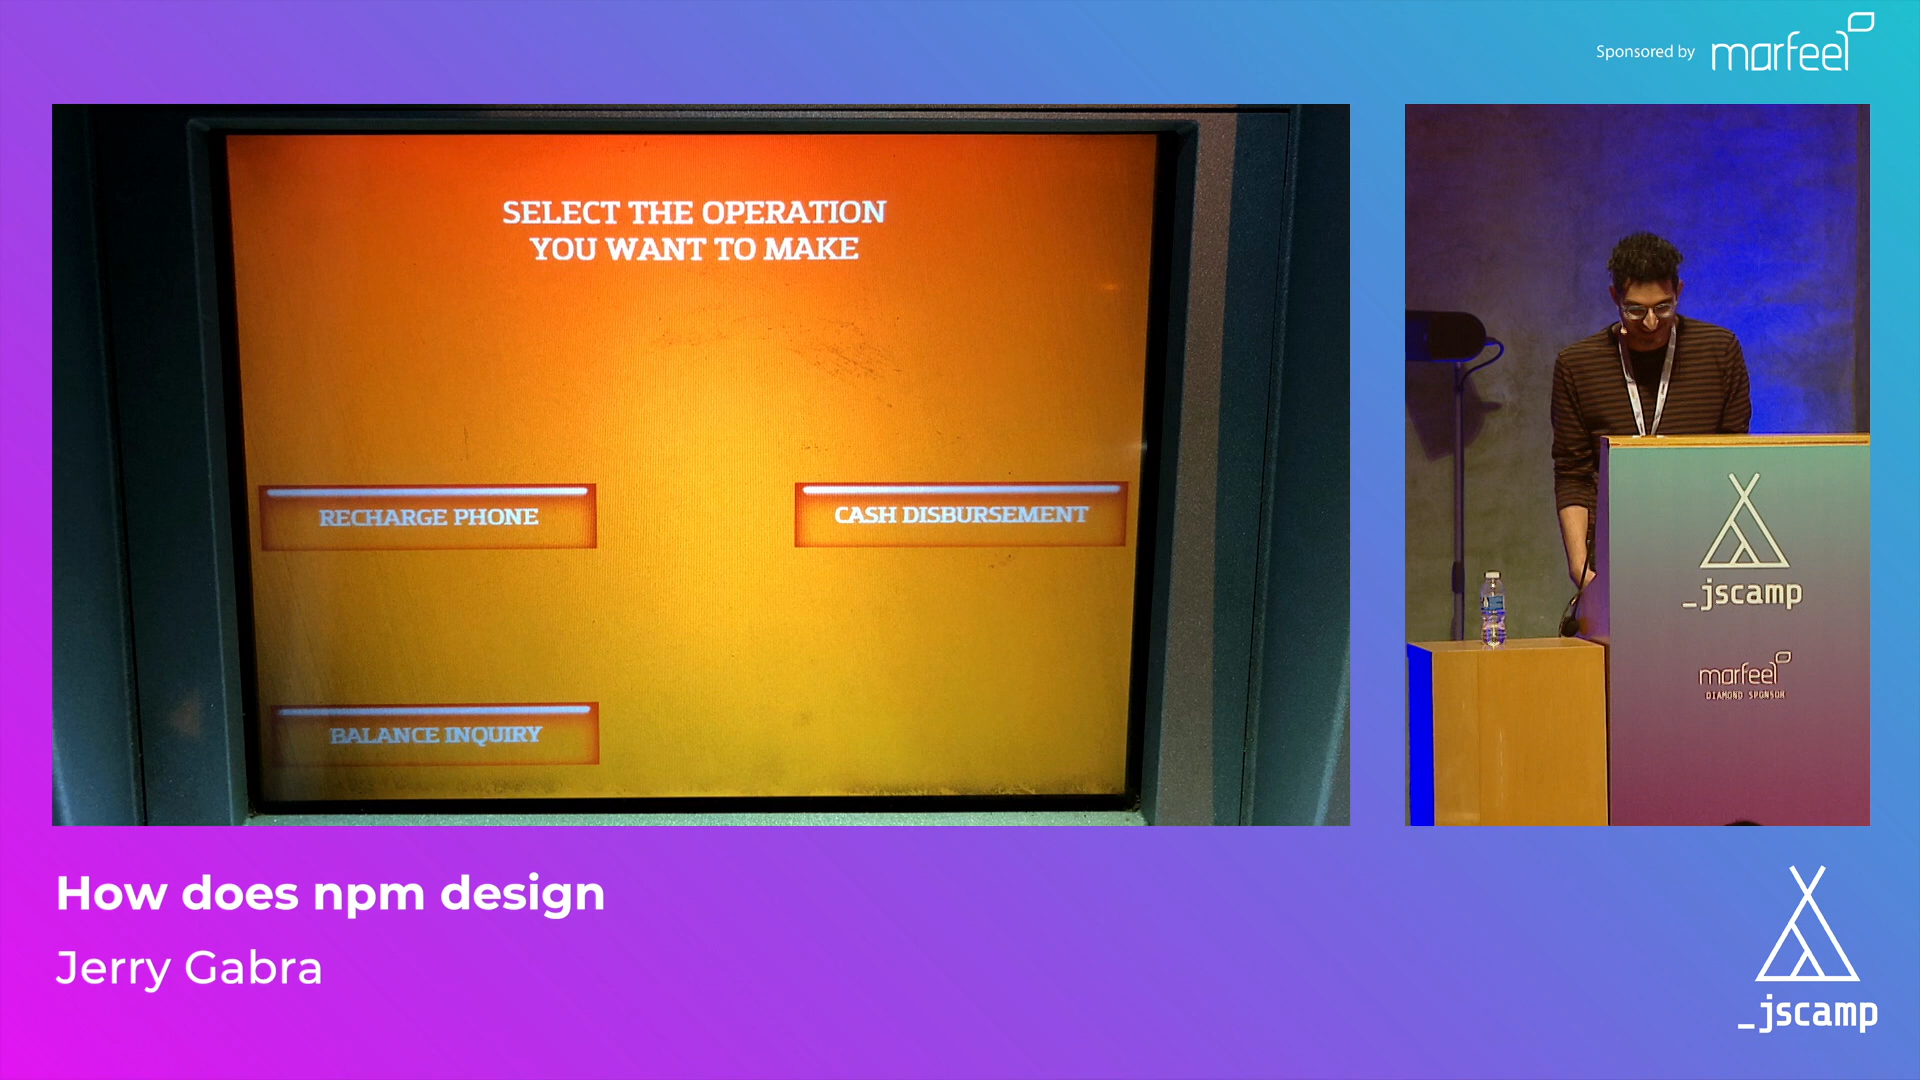 Sponsored by marfeel
SELECT THE OPERATION
YOU WANT TO MAKE
RECHARGE PHONE
CASH DISBURSEMENT
BALANCE INQUIRY
_jscamp
marfeel
DIAMOND SPONSOR
How does npm design
Jerry Gabra
_jscamp